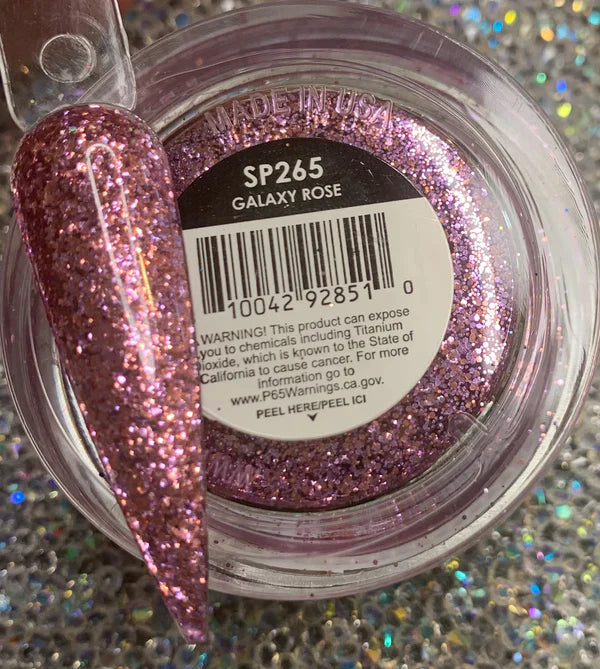 MADE IN USA
SP265
GALAXY ROSE
10042 92851 0
WARNING! This product can expose
you to chemicals including Titanium
Dioxide, which is known to the State of
California to cause cancer. For more
information go to
www.P65Warnings.ca.gov.
PEEL HERE/PEEL ICI